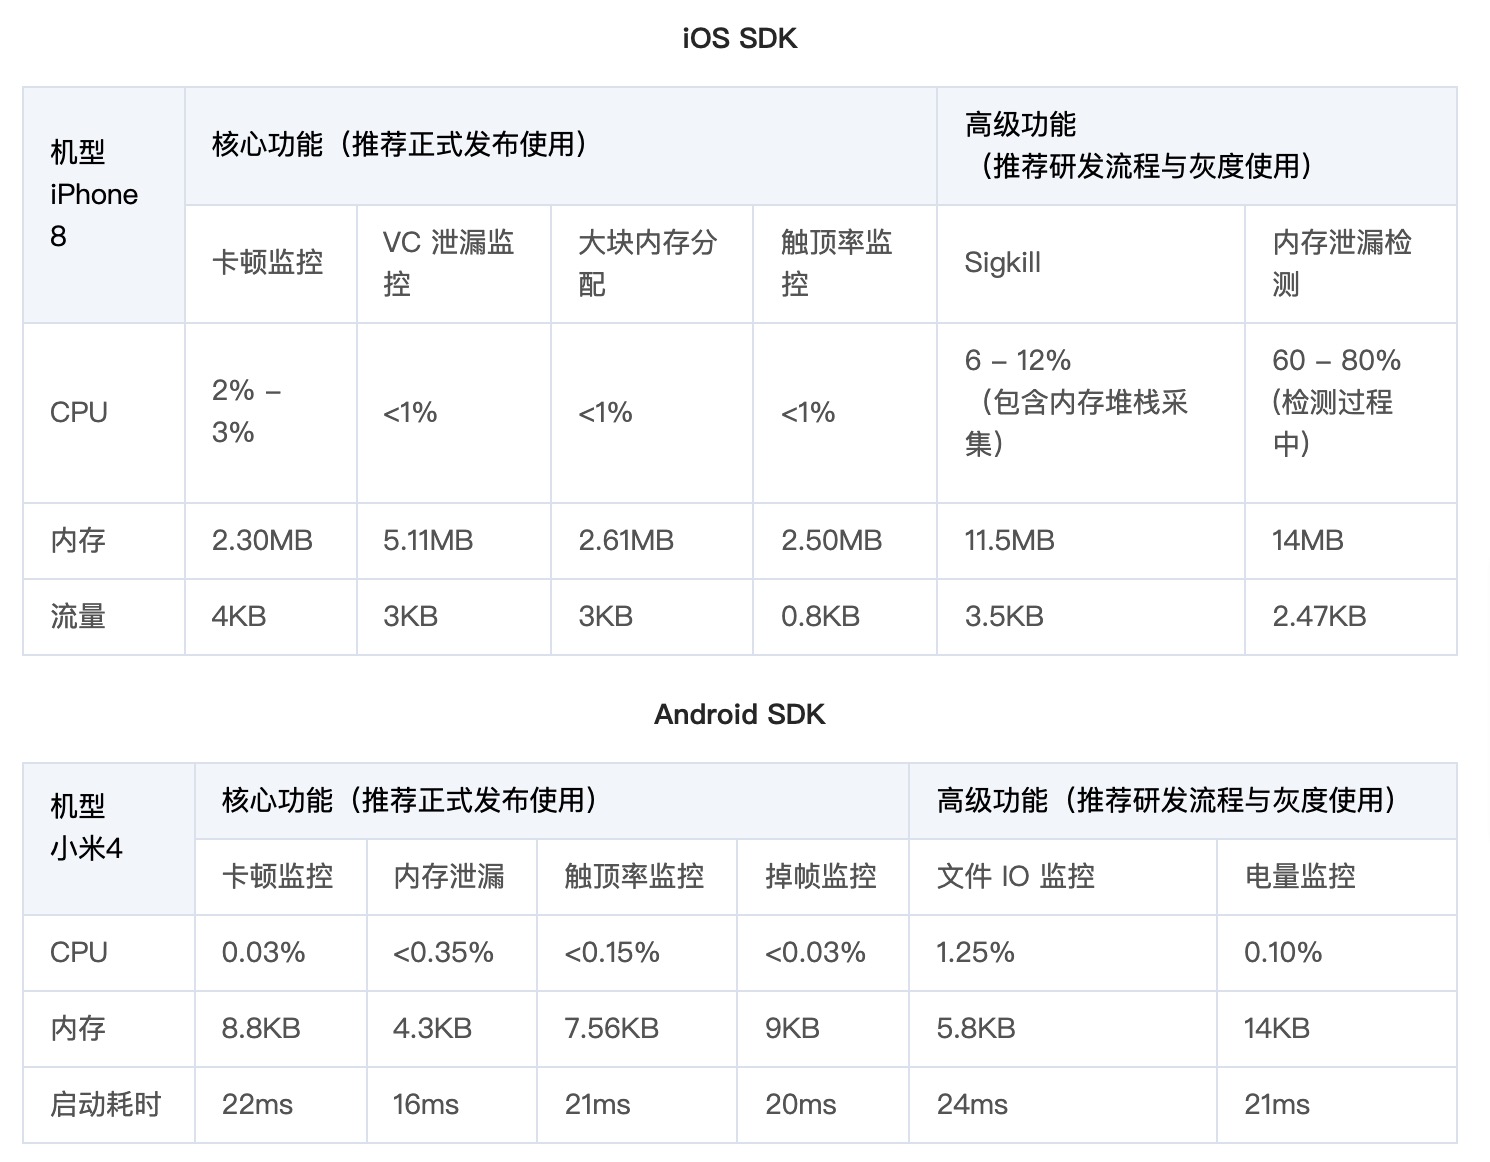 iOS SDK
机型
iPhone
8
核心功能（推荐正式发布使用）
高级功能
（推荐研发流程与灰度使用）
卡顿监控
VC 泄漏监
控
大块内存分
配
触顶率监
控
Sigkill
内存泄漏检
测
CPU
2% –
3%
<1%
<1%
<1%
6 – 12%
（包含内存堆栈采
集）
60 – 80%
(检测过程
中)
内存
2.30MB
5.11MB
2.61MB
2.50MB
11.5MB
14MB
流量
4KB
3KB
3KB
0.8KB
3.5KB
2.47KB
Android SDK
机型
小米4
核心功能（推荐正式发布使用）
高级功能（推荐研发流程与灰度使用）
卡顿监控
内存泄漏
触顶率监控
掉帧监控
文件 IO 监控
电量监控
CPU
0.03%
<0.35%
<0.15%
<0.03%
1.25%
0.10%
内存
8.8KB
4.3KB
7.56KB
9KB
5.8KB
14KB
启动耗时
22ms
16ms
21ms
20ms
24ms
21ms